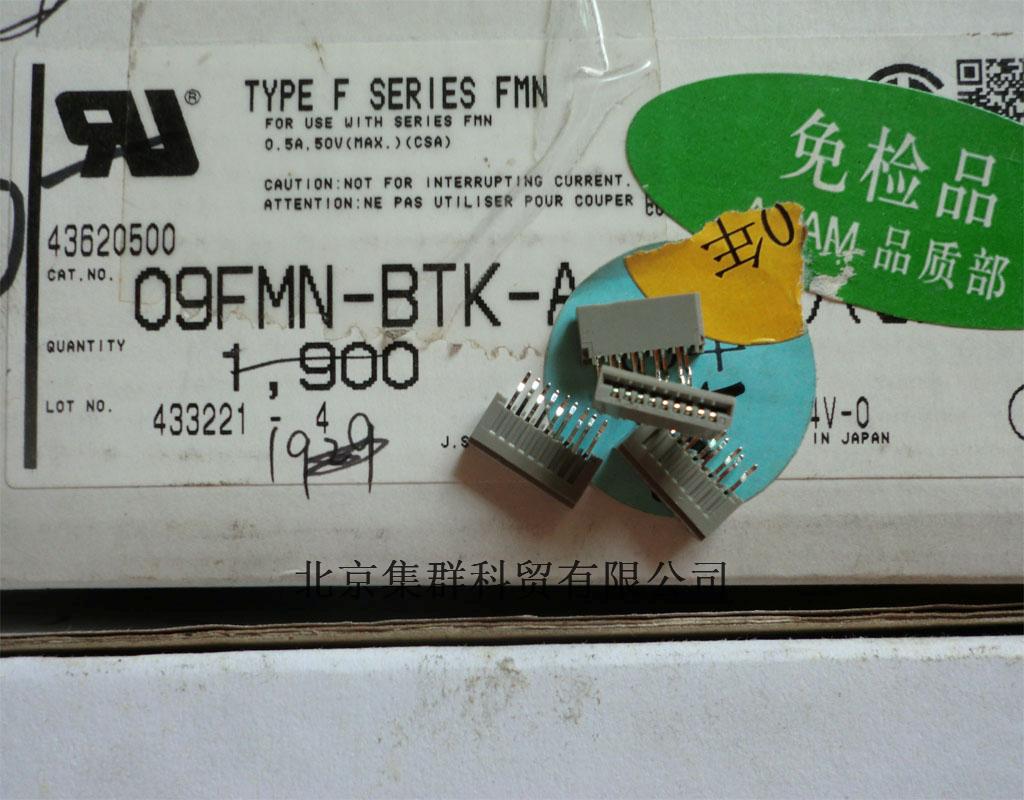 TYPE F SERIES FMN
FOR USE WITH SERIES FMN
0.5A,50V(MAX.)(CSA)
CAUTION:NOT FOR INTERRUPTING CURRENT.
ATTENTION:NE PAS UTILISER POUR COUPER
43620500
CAT.NO.
09FMN-BTK-A
QUANTITY
1,900
LOT NO.
433221 - 4
J.S
4V-0
IN JAPAN
免检品
品质部
北京集群科贸有限公司